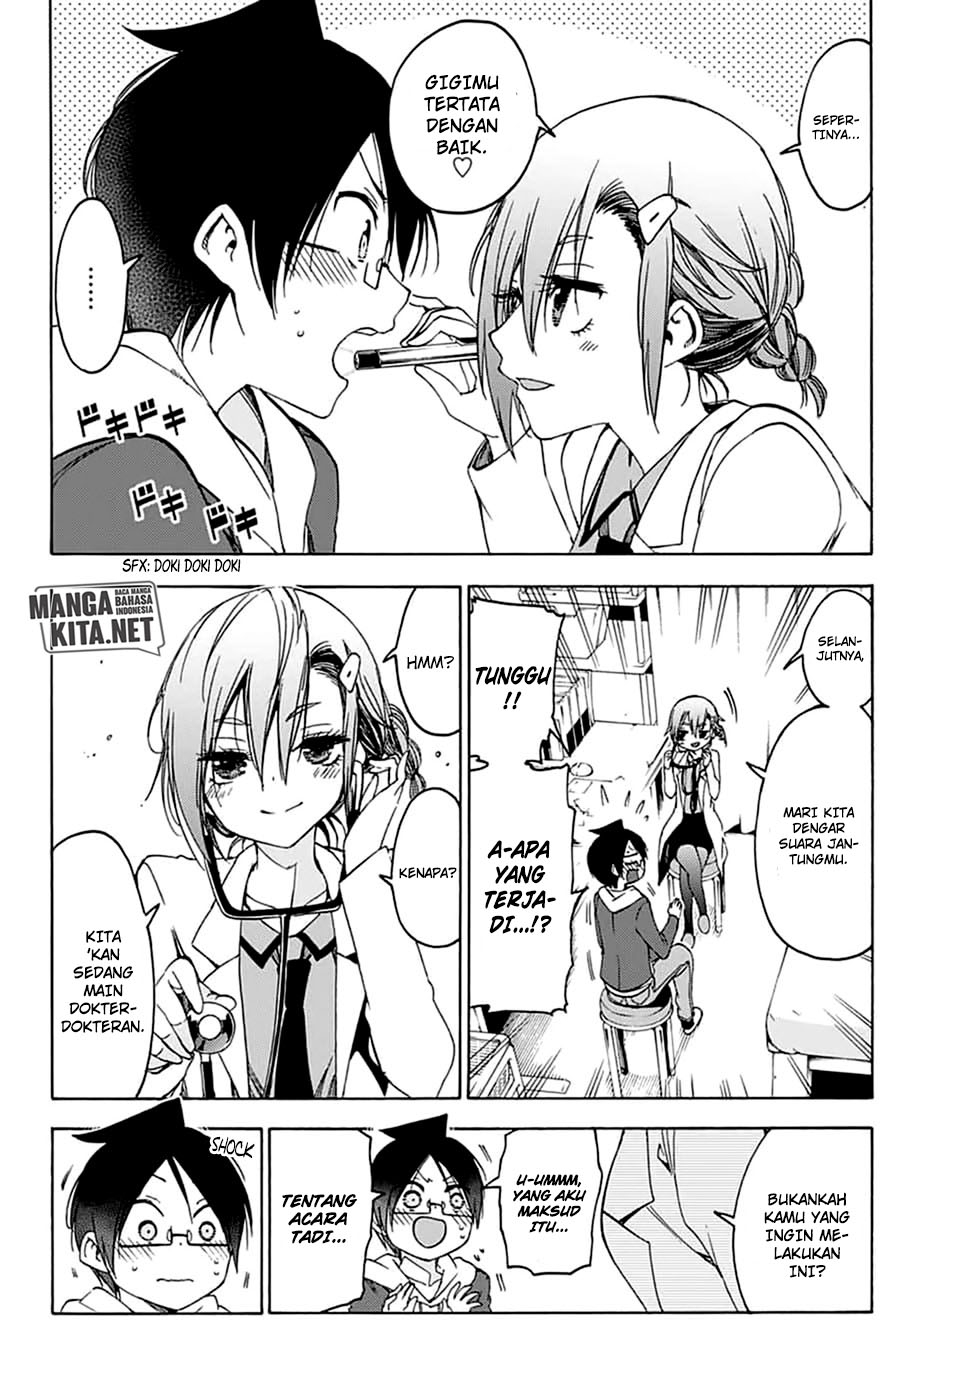 SEPER-
TINYA...
GIGIMU
TERTATA
DENGAN
BAIK.
♡
........
ドキドキ
ドキ ドキ
SFX: DOKI DOKI DOKI
MANGA
KITA.NET
BACA MANGA
BAHASA
INDONESIA
SELAN-
JUTNYA,
MARI KITA
DENGAR
SUARA JAN-
TUNGMU.
TUNGGU
!!
A-APA
YANG
TERJA-
DI...!?
HMM?
KENAPA?
KITA
'KAN
SEDANG
MAIN
DOKTER-
DOKTERAN.
BUKANKAH
KAMU YANG
INGIN ME-
LAKUKAN
INI?
U-UMMM,
YANG AKU
MAKSUD
ITU...
TENTANG
ACARA
TADI...
SHOCK